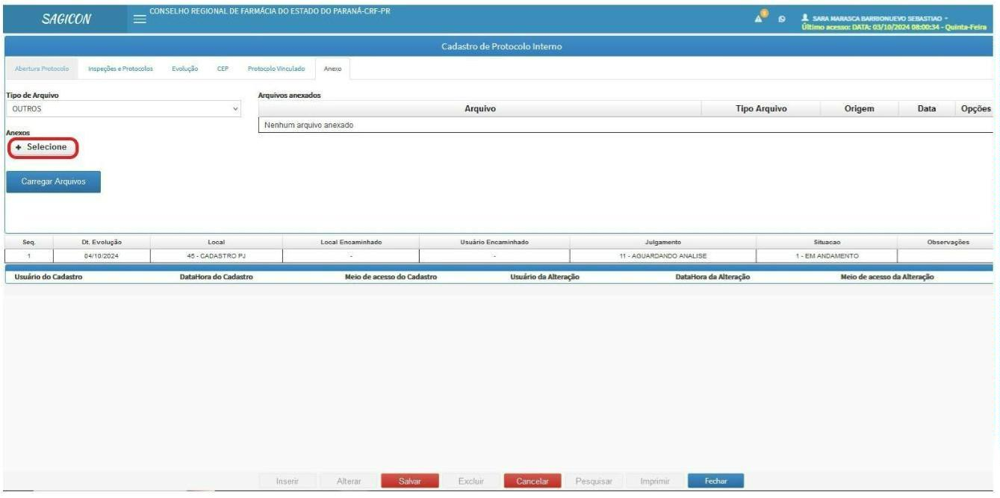 SAGICON
CONSELHO REGIONAL DE FARMÁCIA DO ESTADO DO PARANÁ-CRF-PR
SARA MARASCA BARRIONUEVO SEBASTIAO
Último acesso: DATA: 03/10/2024 08:00:34 - Quinta-Feira
Cadastro de Protocolo Interno
Abertura Protocolo Inspeções e Protocolos Evolução CEP Protocolo Vinculado Anexo
Tipo de Arquivo Arquivos anexados
OUTROS Arquivo Tipo Arquivo Origem Data Opções
Nenhum arquivo anexado
Anexos
+ Selecione
Carregar Arquivos
Seq. Dt. Evolução Local Local Encaminhado Usuário Encaminhado Julgamento Situacao Observações
1 04/10/2024 45 - CADASTRO PJ - - 11 - AGUARDANDO ANALISE 1 - EM ANDAMENTO
Usuário do Cadastro DataHora do Cadastro Meio de acesso do Cadastro Usuário da Alteração DataHora da Alteração Meio de acesso da Alteração
Inserir Alterar Salvar Excluir Cancelar Pesquisar Imprimir Fechar